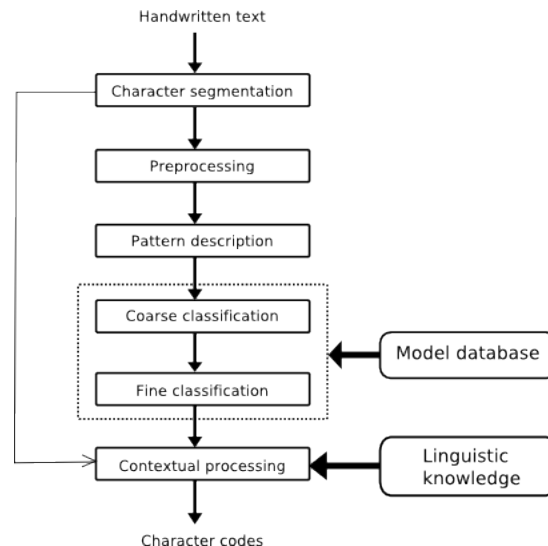 Handwritten text
Character segmentation
Preprocessing
Pattern description
Coarse classification
Model database
Fine classification
Contextual processing
Linguistic
knowledge
Character codes